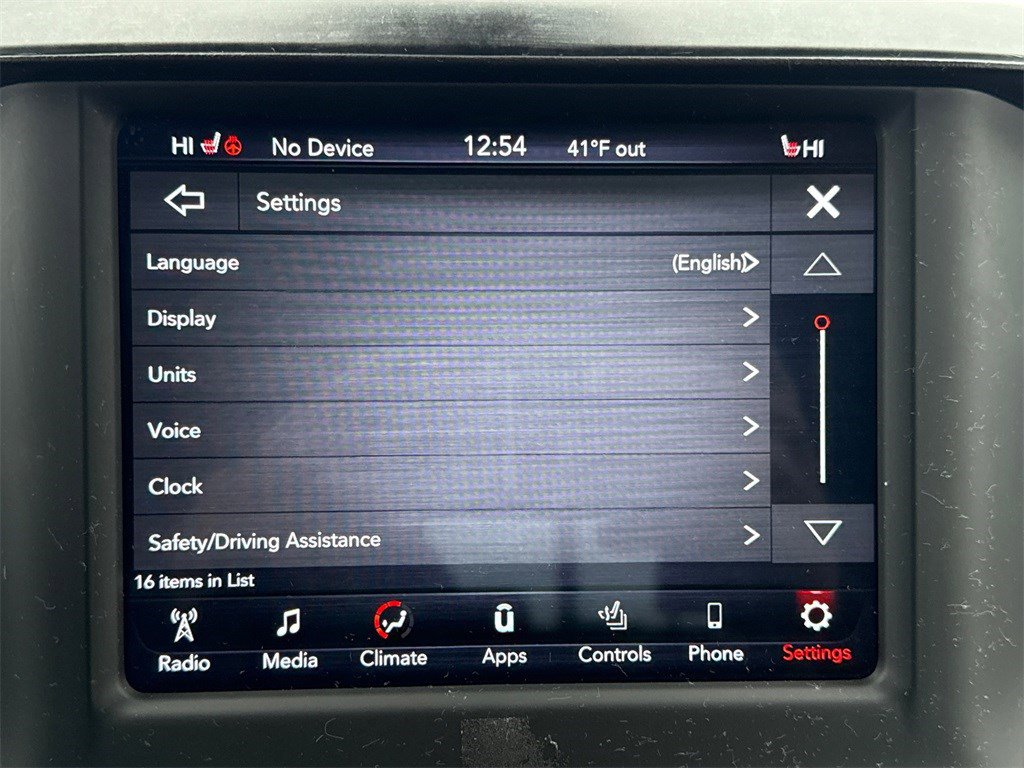 HI No Device 12:54 41°F out HI
Settings
Language (English)
Display
Units
Voice
Clock
Safety/Driving Assistance
16 items in List
Radio Media Climate Apps Controls Phone Settings